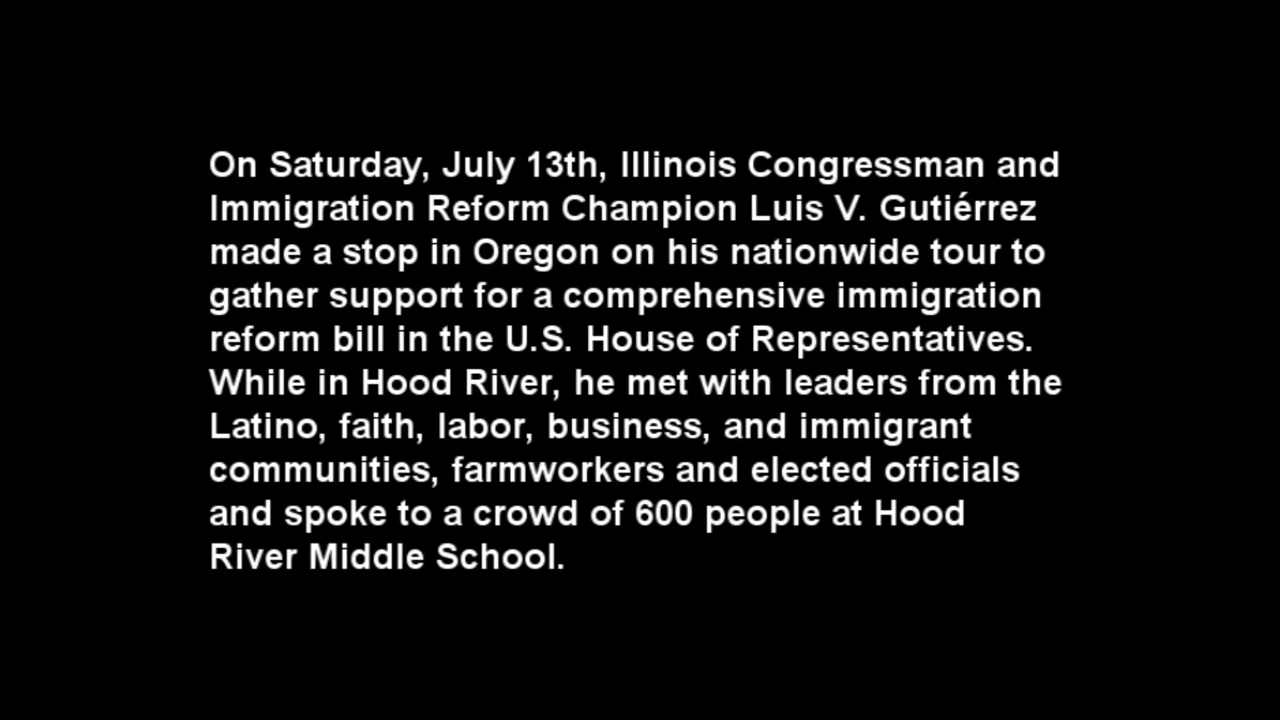 On Saturday, July 13th, Illinois Congressman and
Immigration Reform Champion Luis V. Gutiérrez
made a stop in Oregon on his nationwide tour to
gather support for a comprehensive immigration
reform bill in the U.S. House of Representatives.
While in Hood River, he met with leaders from the
Latino, faith, labor, business, and immigrant
communities, farmworkers and elected officials
and spoke to a crowd of 600 people at Hood
River Middle School.